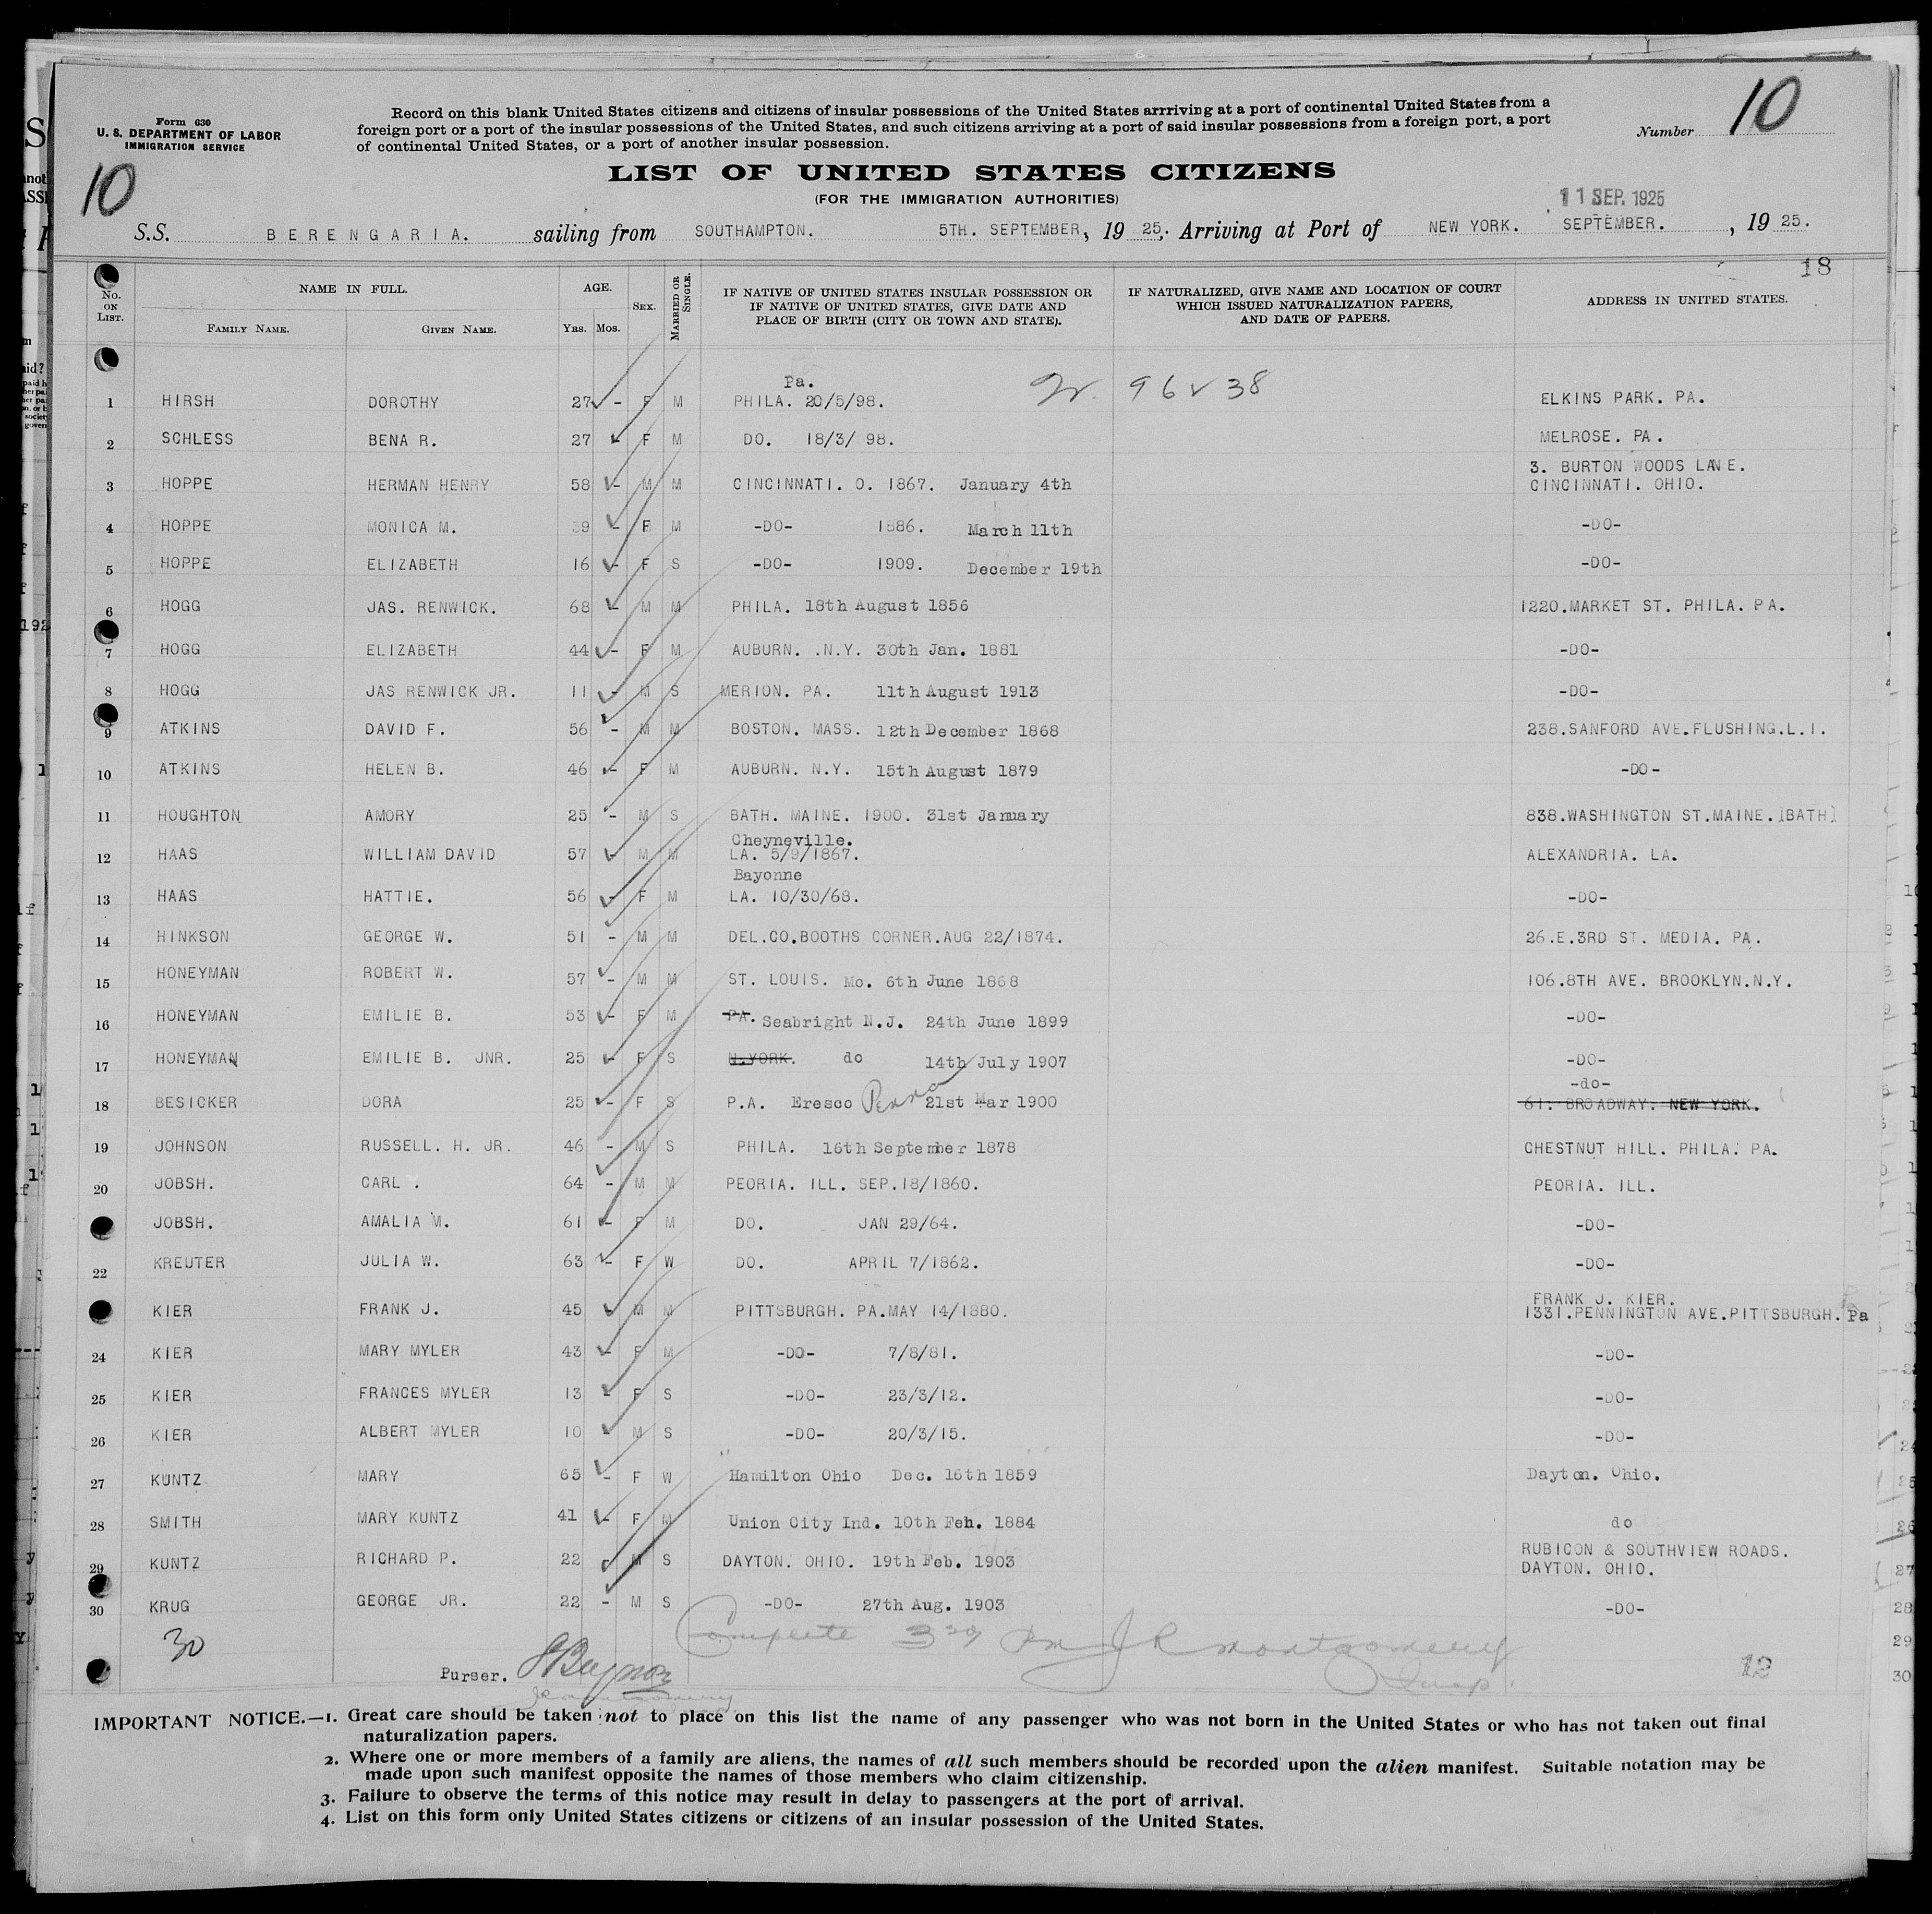 Form 630
U. S. DEPARTMENT OF LABOR
IMMIGRATION SERVICE
Record on this blank United States citizens and citizens of insular possessions of the United States arrriving at a port of continental United States from a
foreign port or a port of the insular possessions of the United States, and such citizens arriving at a port of said insular possessions from a foreign port, a port
of continental United States, or a port of another insular possession.
Number 10
10
LIST OF UNITED STATES CITIZENS
(FOR THE IMMIGRATION AUTHORITIES)
11 SEP. 1925
S.S. BERENGARIA. sailing from SOUTHAMPTON. 5TH. SEPTEMBER, 19 25. Arriving at Port of NEW YORK. SEPTEMBER. , 19 25.
18
No. ON LIST. NAME IN FULL. FAMILY NAME. GIVEN NAME. AGE. YRS. MOS. SEX. MARRIED OR SINGLE.
IF NATIVE OF UNITED STATES INSULAR POSSESSION OR
IF NATIVE OF UNITED STATES, GIVE DATE AND
PLACE OF BIRTH (CITY OR TOWN AND STATE).
IF NATURALIZED, GIVE NAME AND LOCATION OF COURT
WHICH ISSUED NATURALIZATION PAPERS,
AND DATE OF PAPERS.
ADDRESS IN UNITED STATES.
Pa.
96 v 38
1 HIRSH DOROTHY 27 - F M PHILA. 20/5/98. ELKINS PARK. PA.
2 SCHLESS BENA R. 27 - F M DO. 18/3/ 98. MELROSE. PA.
3. BURTON WOODS LANE.
3 HOPPE HERMAN HENRY 58 - M M CINCINNATI. O. 1867. January 4th CINCINNATI. OHIO.
4 HOPPE MONICA M. 39 - F M -DO- 1886. March 11th -DO-
5 HOPPE ELIZABETH 16 - F S -DO- 1909. December 19th -DO-
6 HOGG JAS. RENWICK. 68 - M M PHILA. 18th August 1856 1220.MARKET ST. PHILA. PA.
7 HOGG ELIZABETH 44 - F M AUBURN. .N.Y. 30th Jan. 1881 -DO-
8 HOGG JAS RENWICK JR. 11 - M S MERION. PA. 11th August 1913 -DO-
9 ATKINS DAVID F. 56 - M M BOSTON. MASS. 12th December 1868 238.SANFORD AVE.FLUSHING.L.I.
10 ATKINS HELEN B. 46 - F M AUBURN. N.Y. 15th August 1879 -DO-
11 HOUGHTON AMORY 25 - M S BATH. MAINE. 1900. 31st January 838.WASHINGTON ST.MAINE.[BATH]
Cheyneville.
12 HAAS WILLIAM DAVID 57 - M M LA. 5/9/1867. ALEXANDRIA. LA.
Bayonne
13 HAAS HATTIE. 56 - F M LA. 10/30/68. -DO-
14 HINKSON GEORGE W. 51 - M M DEL.CO.BOOTHS CORNER.AUG 22/1874. 26.E.3RD ST. MEDIA. PA.
15 HONEYMAN ROBERT W. 57 - M M ST. LOUIS. Mo. 6th June 1868 106.8TH AVE. BROOKLYN.N.Y.
16 HONEYMAN EMILIE B. 53 - F M PA. Seabright N.J. 24th June 1899 -DO-
17 HONEYMAN EMILIE B. JNR. 25 - F S N.YORK. do 14th July 1907 -DO-
-do-
18 BESICKER DORA 25 - F S P.A. Eresco Penna 21st Mar 1900 61. BROADWAY. NEW YORK.
19 JOHNSON RUSSELL. H. JR. 46 - M S PHILA. 16th September 1878 CHESTNUT HILL. PHILA. PA.
20 JOBSH. CARL . 64 - M M PEORIA. ILL. SEP.18/1860. PEORIA. ILL.
JOBSH. AMALIA M. 61 - F M DO. JAN 29/64. -DO-
22 KREUTER JULIA W. 63 - F W DO. APRIL 7/1862. -DO-
FRANK J. KIER.
KIER FRANK J. 45 - M M PITTSBURGH. PA.MAY 14/1880. 1331.PENNINGTON AVE.PITTSBURGH. Pa
24 KIER MARY MYLER 43 - F M -DO- 7/8/81. -DO-
25 KIER FRANCES MYLER 13 - F S -DO- 23/3/12. -DO-
26 KIER ALBERT MYLER 10 M S -DO- 20/3/15. -DO-
27 KUNTZ MARY 65 - F W Hamilton Ohio Dec. 16th 1859 Dayton. Ohio.
28 SMITH MARY KUNTZ 41 - F M Union City Ind. 10th Feh. 1884 do
RUBICON & SOUTHVIEW ROADS.
29 KUNTZ RICHARD P. 22 M S DAYTON. OHIO. 19th Feb. 1903 DAYTON. OHIO.
30 KRUG GEORGE JR. 22 - M S -DO- 27th Aug. 1903 -DO-
30
Complete J R Montgomery
Insp.
12
Purser. Baynon
JR Montgomery
IMPORTANT NOTICE.—1. Great care should be taken not to place on this list the name of any passenger who was not born in the United States or who has not taken out final
naturalization papers.
2. Where one or more members of a family are aliens, the names of all such members should be recorded upon the alien manifest. Suitable notation may be
made upon such manifest opposite the names of those members who claim citizenship.
3. Failure to observe the terms of this notice may result in delay to passengers at the port of arrival.
4. List on this form only United States citizens or citizens of an insular possession of the United States.